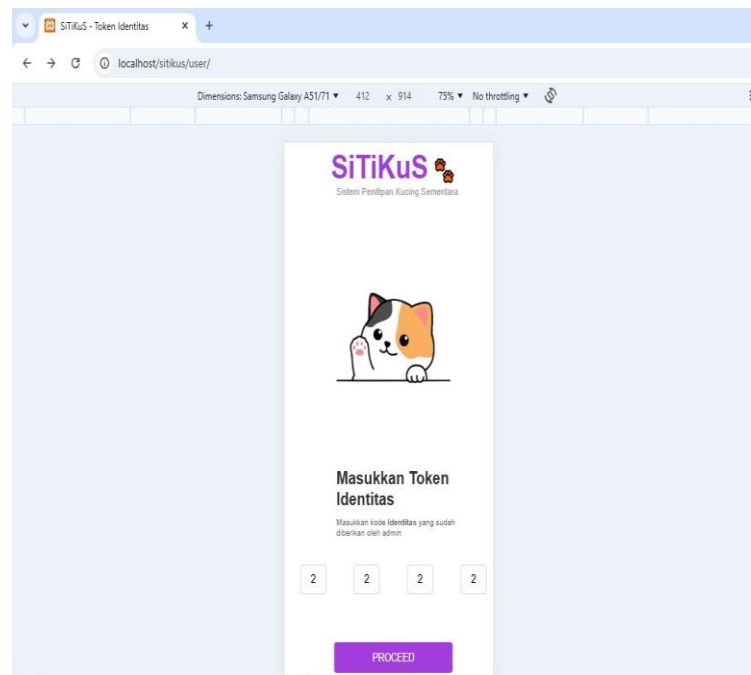 SiTiKuS - Token Identitas
localhost/sitikus/user/
Dimensions: Samsung Galaxy A51/71 ▼ 412 x 914 75% ▼ No throttling ▼
SiTiKuS
Sistem Penitipan Kucing Sementara
Masukkan Token
Identitas
Masukkan kode Identitas yang sudah
diberikan oleh admin
2 2 2 2
PROCEED